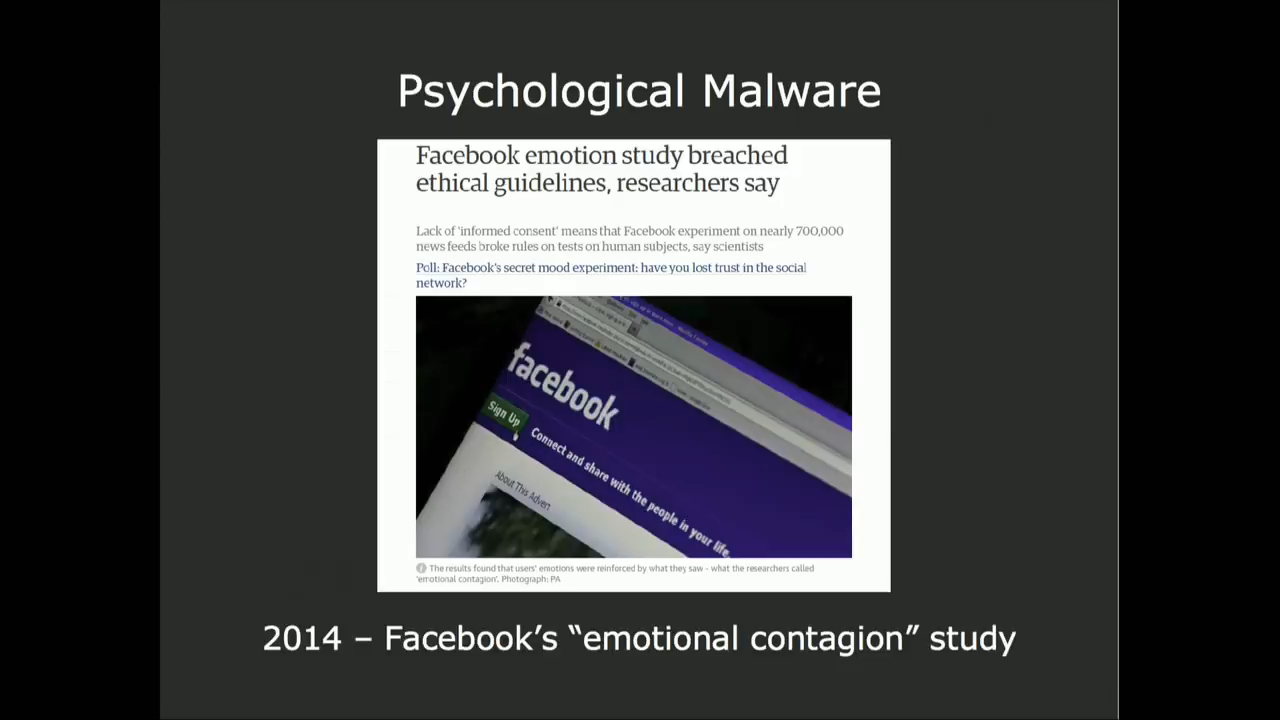 Psychological Malware
Facebook emotion study breached
ethical guidelines, researchers say
Lack of 'informed consent' means that Facebook experiment on nearly 700,000
news feeds broke rules on tests on human subjects, say scientists
Poll: Facebook's secret mood experiment: have you lost trust in the social
network?
facebook
Sign Up
Connect and share with the people in your life.
About This Advert
The results found that users' emotions were reinforced by what they saw - what the researchers called
'emotional contagion'. Photograph: PA
2014 – Facebook's “emotional contagion” study